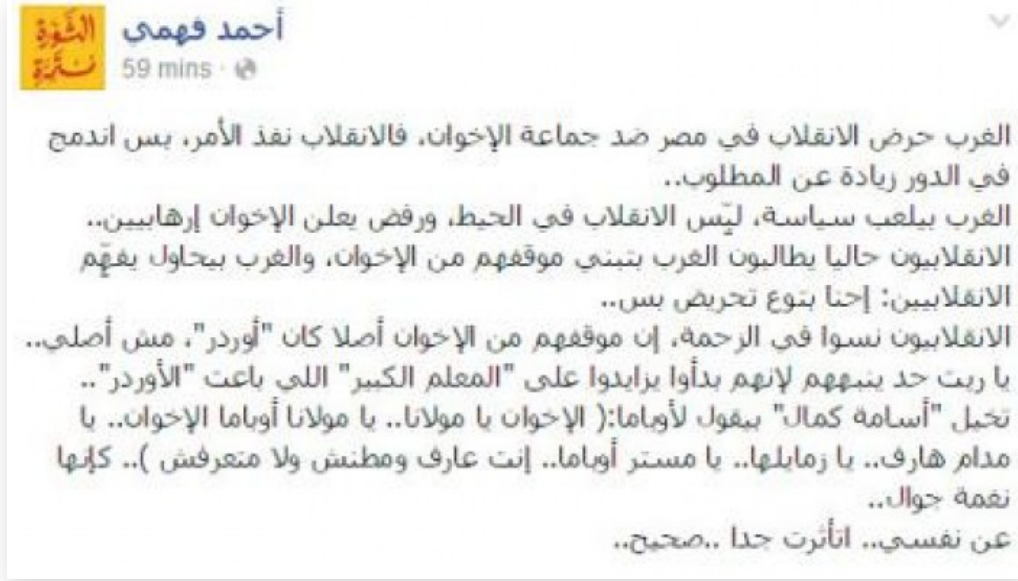 الثورة
نثرية
أحمد فهمي
59 mins ·
الغرب حرض الانقلاب في مصر ضد جماعة الإخوان، فالانقلاب نفذ الأمر، بس اندمج
في الدور زيادة عن المطلوب..
الغرب بيلعب سياسة، لبّس الانقلاب في الحيط، ورفض يعلن الإخوان إرهابيين..
الانقلابيون حاليا يطالبون الغرب بتبني موقفهم من الإخوان، والغرب بيحاول يفهّم
الانقلابيين: إحنا بتوع تحريض بس..
الانقلابيون نسوا في الزحمة، إن موقفهم من الإخوان أصلا كان "أوردر"، مش أصلي..
يا ريت حد ينبههم لإنهم بدأوا يزايدوا على "المعلم الكبير" اللي باعت "الأوردر"..
تخيل "أسامة كمال" بيقول لأوباما:( الإخوان يا مولانا.. يا مولانا أوباما الإخوان.. يا
مدام هارف.. يا زمايلها.. يا مستر أوباما.. إنت عارف ومطنش ولا متعرفش ).. كإنها
نغمة جوال..
عن نفسي.. اتأثرت جدا ..صحيح..